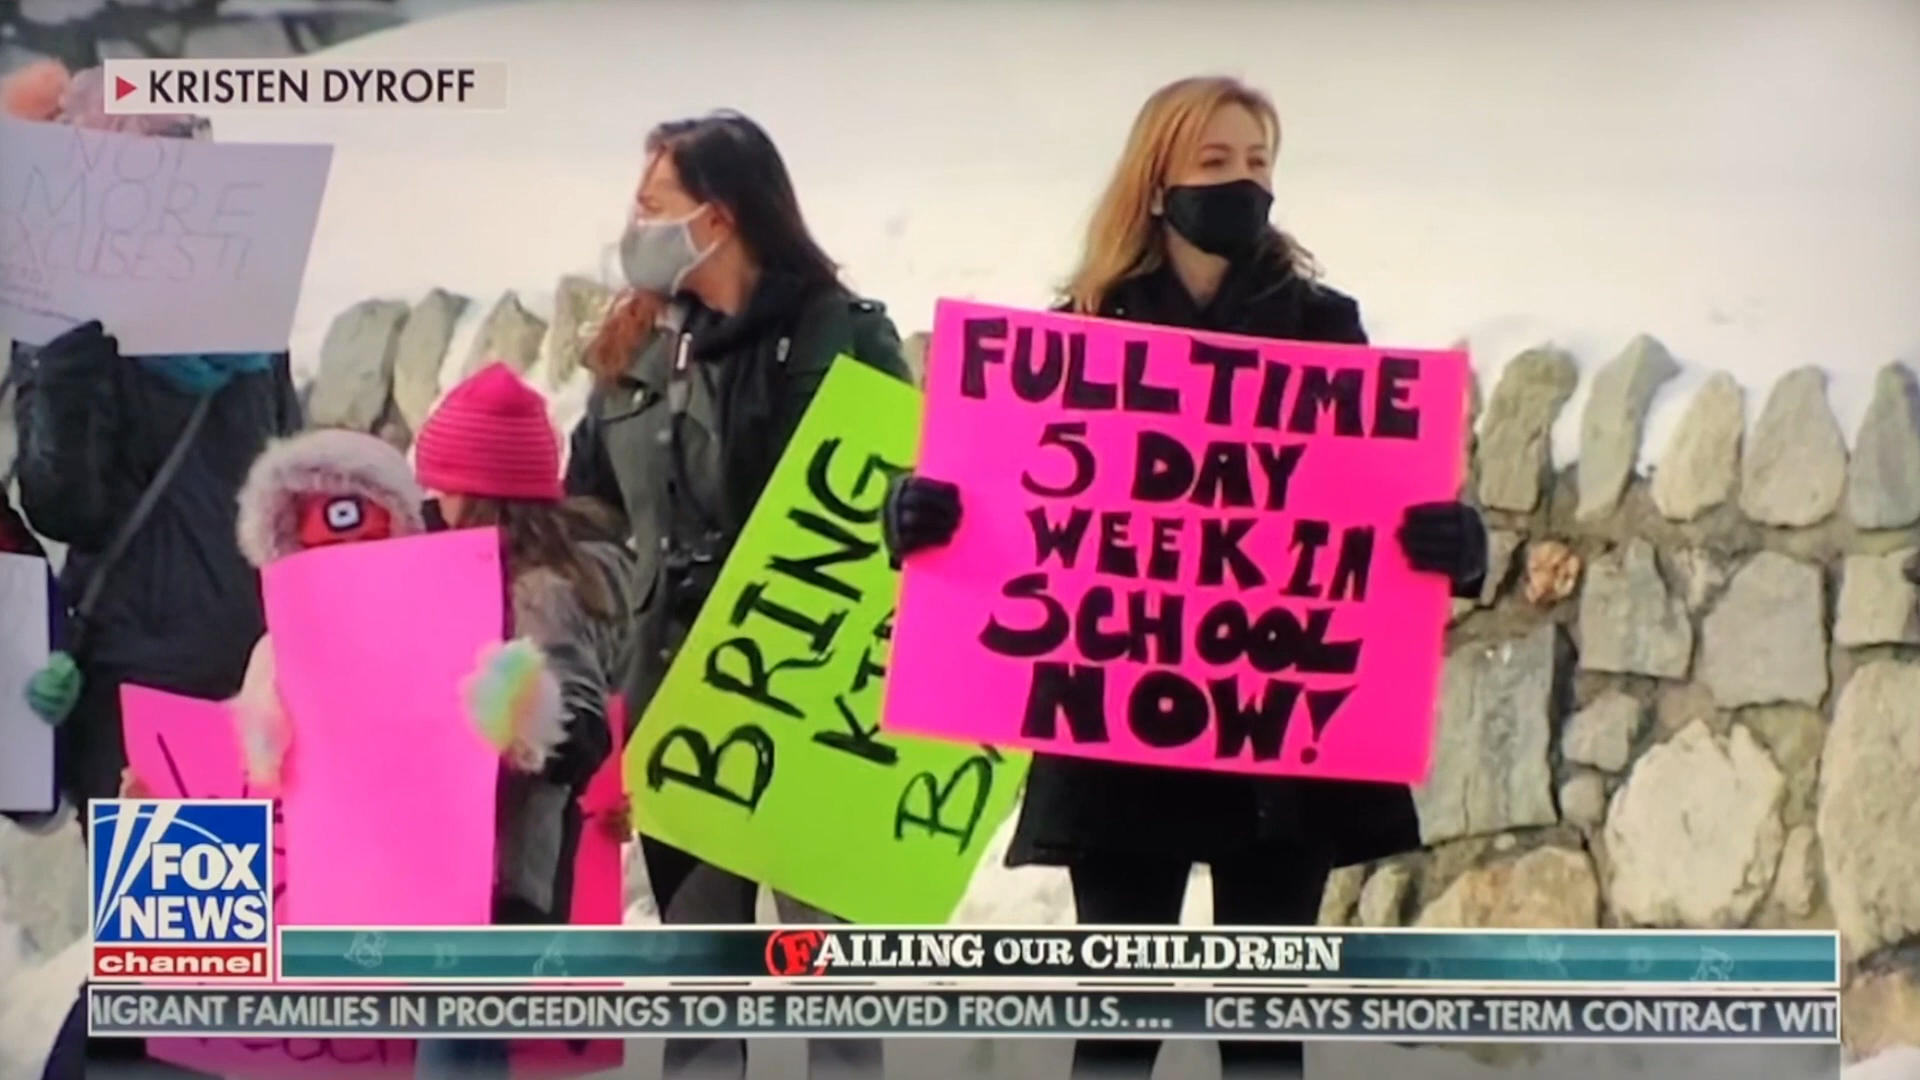 KRISTEN DYROFF
NOT
MORE
FULL TIME
5 DAY
WEEK IN
SCHOOL
NOW!
BRING
FOX
NEWS
channel
FAILING OUR CHILDREN
MIGRANT FAMILIES IN PROCEEDINGS TO BE REMOVED FROM U.S.... ICE SAYS SHORT-TERM CONTRACT WIT